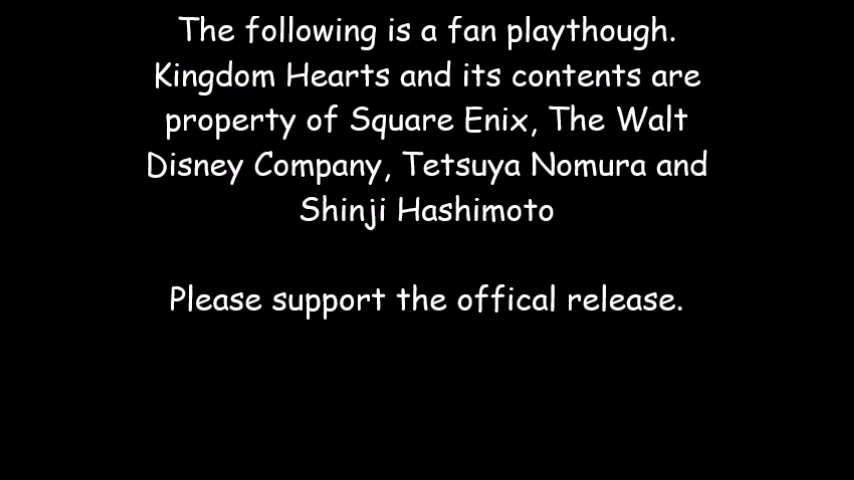 The following is a fan playthough.
Kingdom Hearts and its contents are
property of Square Enix, The Walt
Disney Company, Tetsuya Nomura and
Shinji Hashimoto
Please support the offical release.